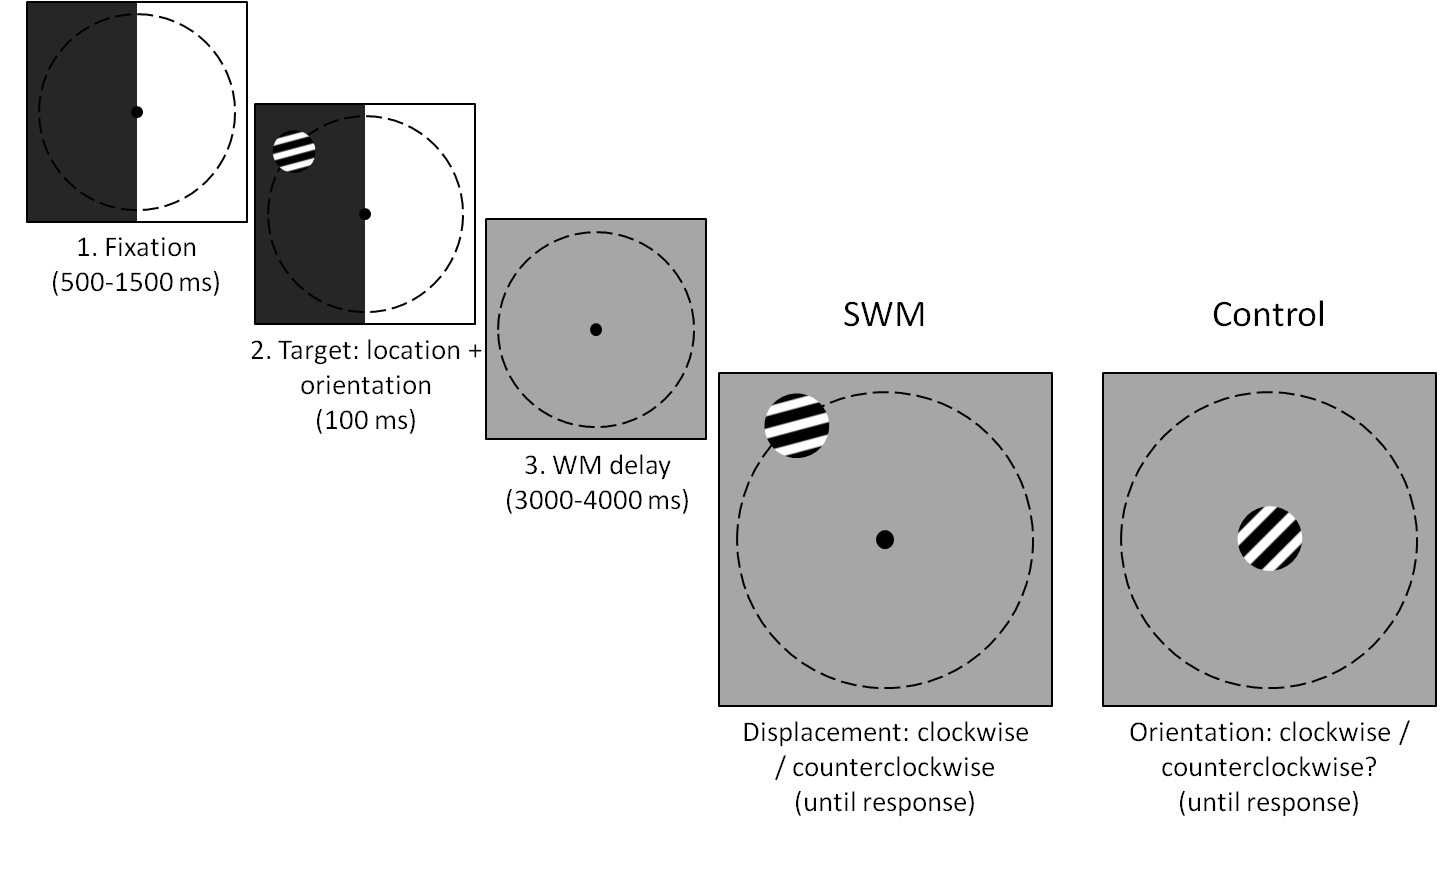 1. Fixation
(500-1500 ms)
2. Target: location +
orientation
(100 ms)
3. WM delay
(3000-4000 ms)
SWM
Displacement: clockwise
/ counterclockwise
(until response)
Control
Orientation: clockwise /
counterclockwise?
(until response)